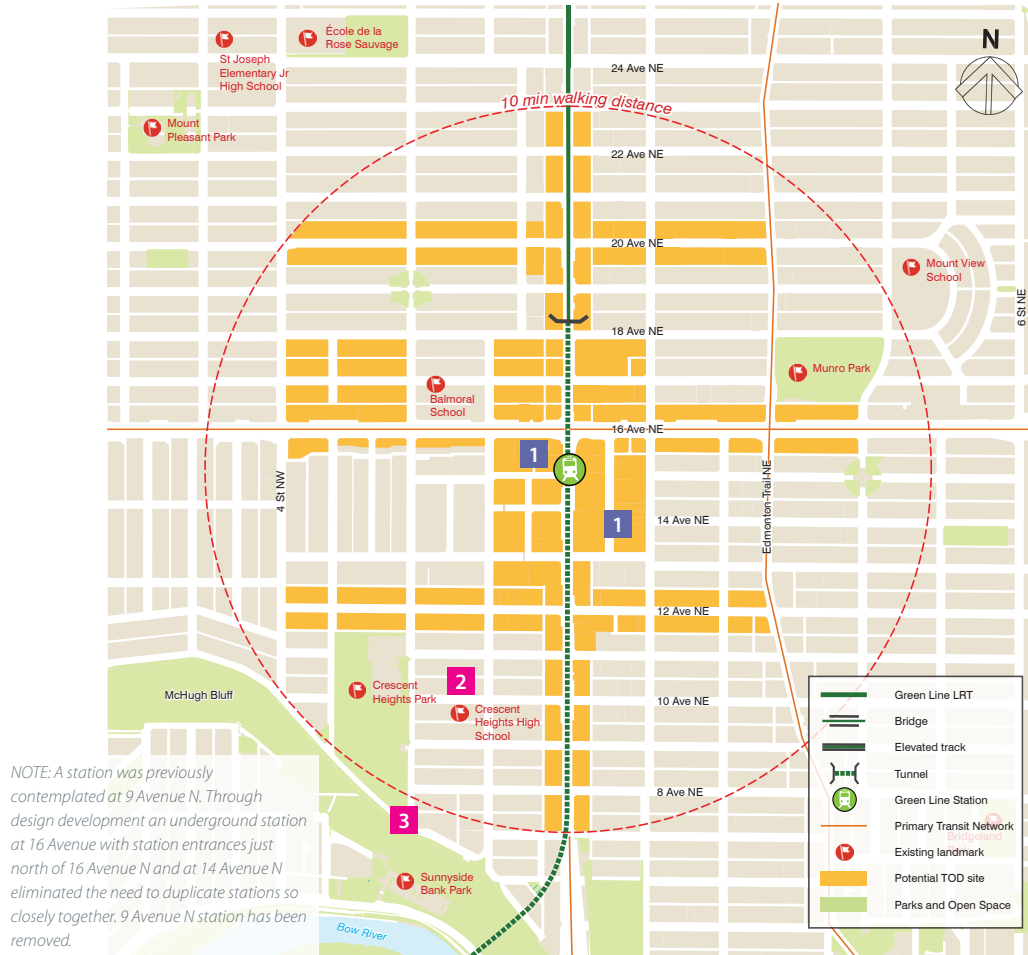 École de la
Rose Sauvage
St Joseph
Elementary Jr
High School
N
24 Ave NE
10 min walking distance
Mount
Pleasant Park
22 Ave NE
20 Ave NE
Mount View
School
6 St NE
18 Ave NE
Munro Park
Balmoral
School
16 Ave NE
1
4 St NW
1
14 Ave NE
Edmonton Trail NE
12 Ave NE
McHugh Bluff
2
Crescent
Heights Park
10 Ave NE
Crescent
Heights High
School
8 Ave NE
3
Sunnyside
Bank Park
Bow River
NOTE: A station was previously
contemplated at 9 Avenue N. Through
design development an underground station
at 16 Avenue with station entrances just
north of 16 Avenue N and at 14 Avenue N
eliminated the need to duplicate stations so
closely together. 9 Avenue N station has been
removed.
Green Line LRT
Bridge
Elevated track
Tunnel
Green Line Station
Primary Transit Network
Bridgeland
Existing landmark
Potential TOD site
Parks and Open Space